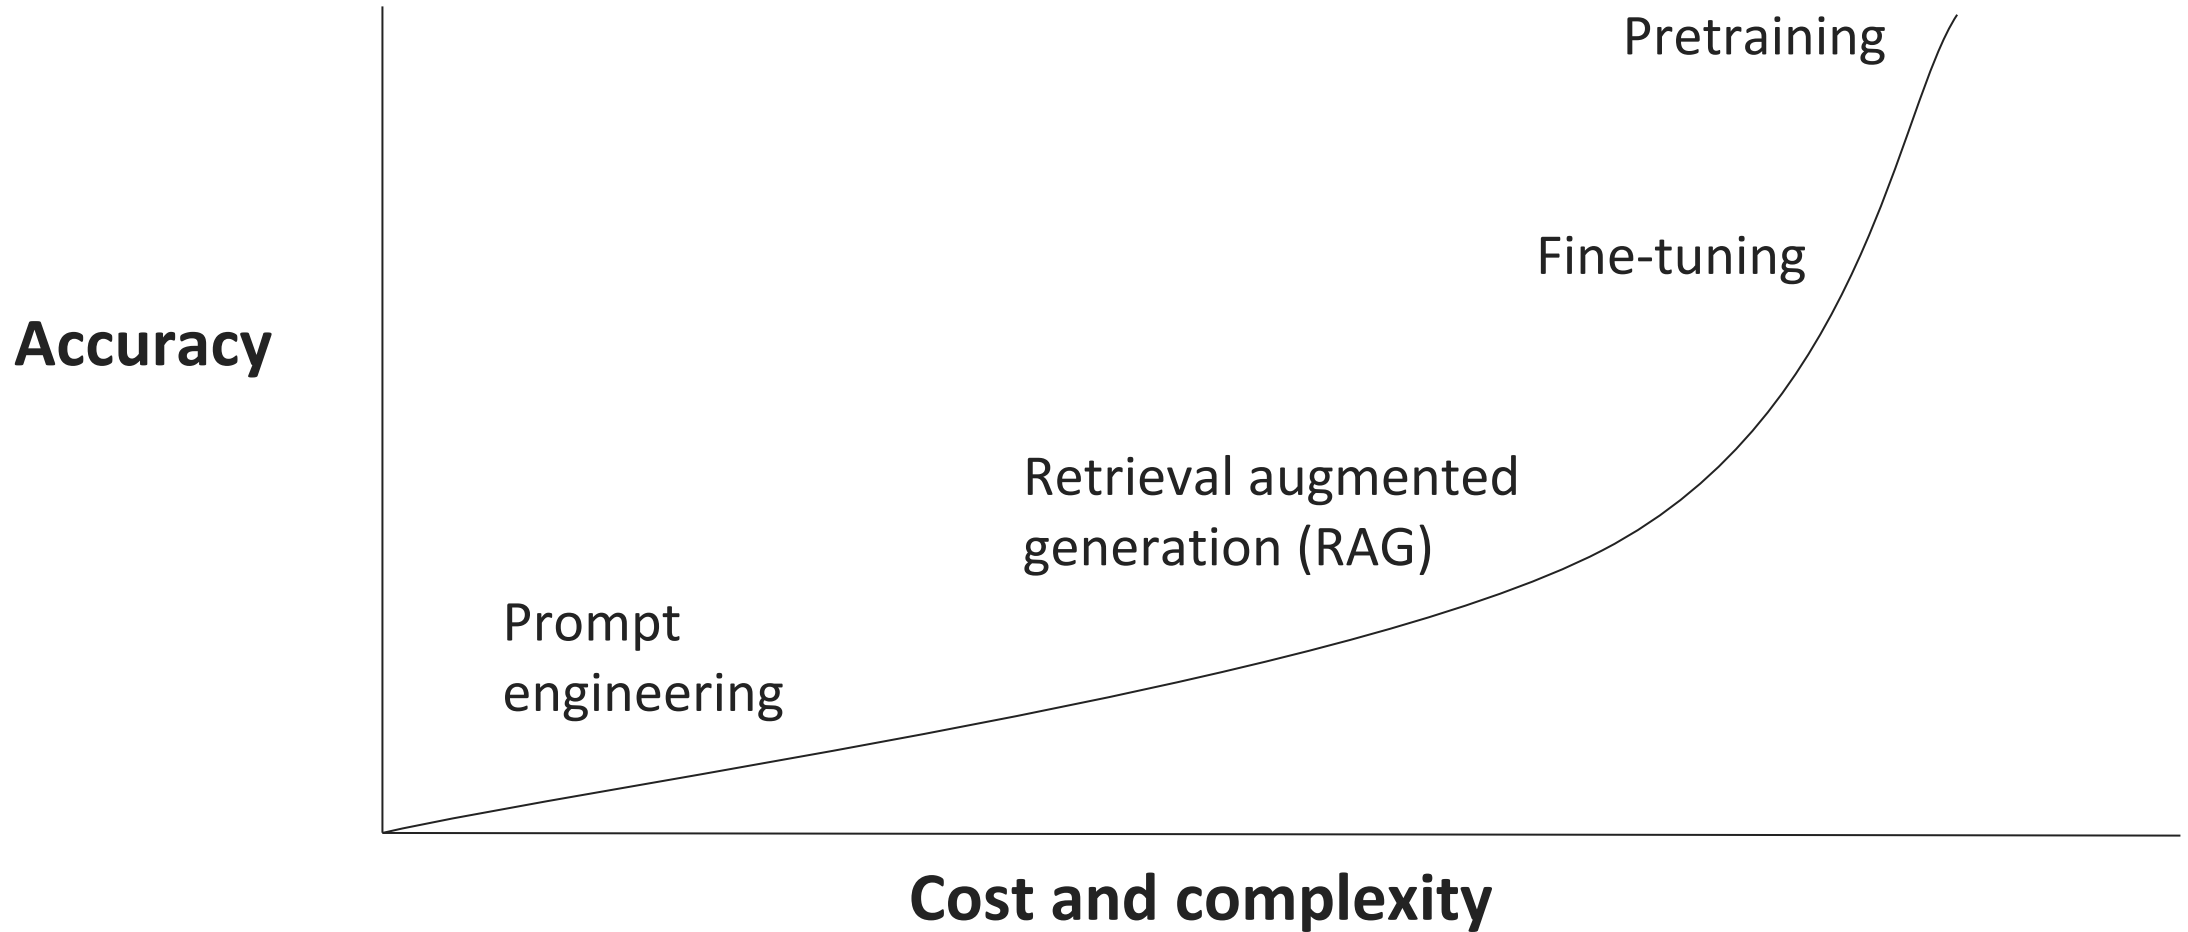 Pretraining
Fine-tuning
Accuracy
Retrieval augmented
generation (RAG)
Prompt
engineering
Cost and complexity